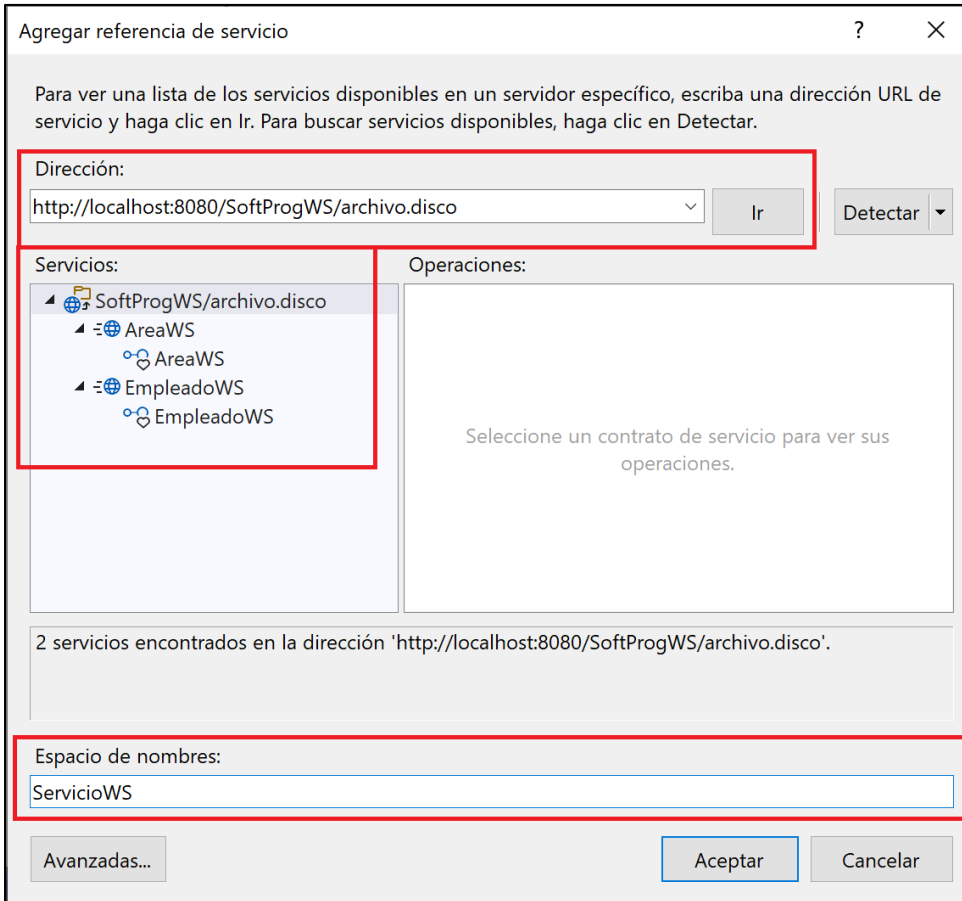 Agregar referencia de servicio
?
Para ver una lista de los servicios disponibles en un servidor específico, escriba una dirección URL de
servicio y haga clic en Ir. Para buscar servicios disponibles, haga clic en Detectar.
Dirección:
http://localhost:8080/SoftProgWS/archivo.disco
Ir
Detectar
Servicios:
Operaciones:
SoftProgWS/archivo.disco
AreaWS
AreaWS
EmpleadoWS
EmpleadoWS
Seleccione un contrato de servicio para ver sus
operaciones.
2 servicios encontrados en la dirección 'http://localhost:8080/SoftProgWS/archivo.disco'.
Espacio de nombres:
ServicioWS
Avanzadas...
Aceptar
Cancelar